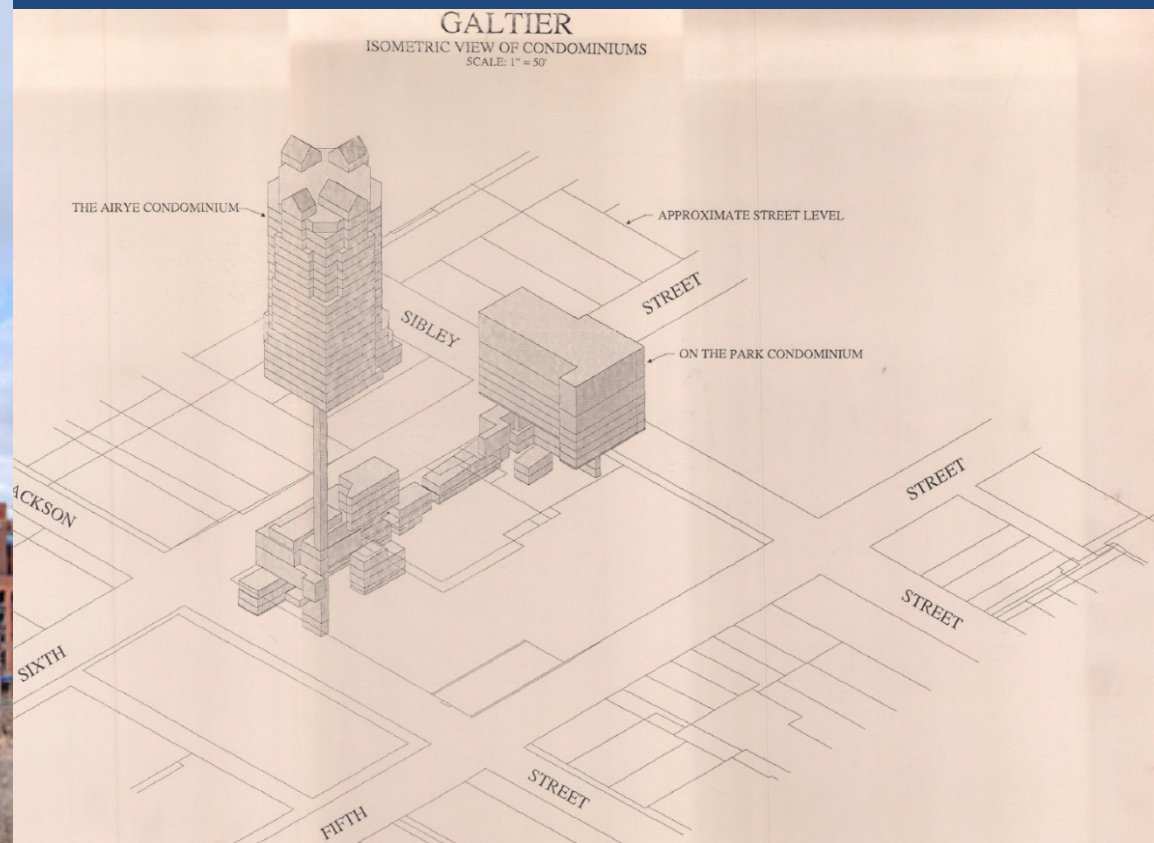 GALTIER
ISOMETRIC VIEW OF CONDOMINIUMS
SCALE: 1" = 50'
THE AIRYE CONDOMINIUM
APPROXIMATE STREET LEVEL
STREET
SIBLEY
ON THE PARK CONDOMINIUM
STREET
ACKSON
STREET
SIXTH
STREET
FIFTH